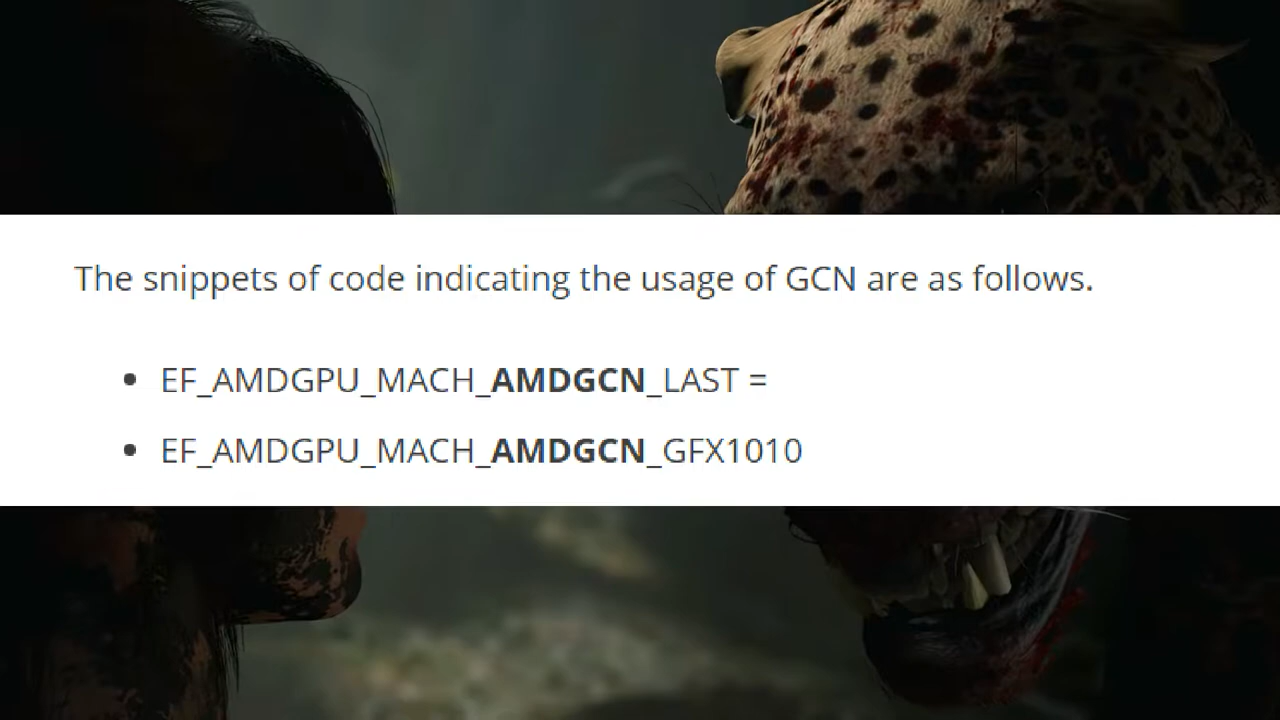 The snippets of code indicating the usage of GCN are as follows.
• EF_AMDGPU_MACH_AMDGCN_LAST =
• EF_AMDGPU_MACH_AMDGCN_GFX1010